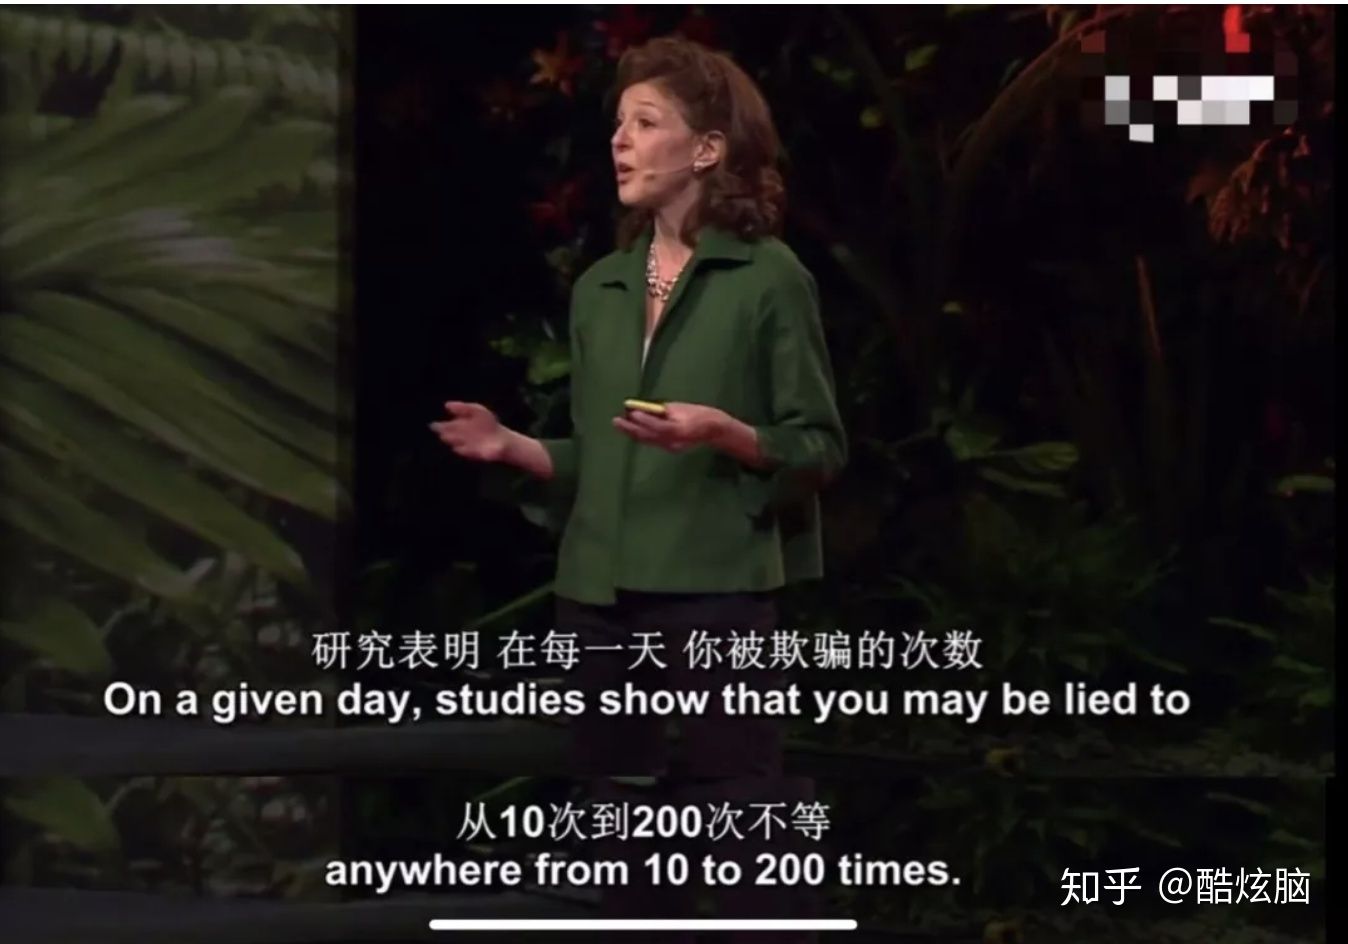 研究表明 在每一天 你被欺骗的次数
On a given day, studies show that you may be lied to
从10次到200次不等
anywhere from 10 to 200 times.
知乎 @酷炫脑